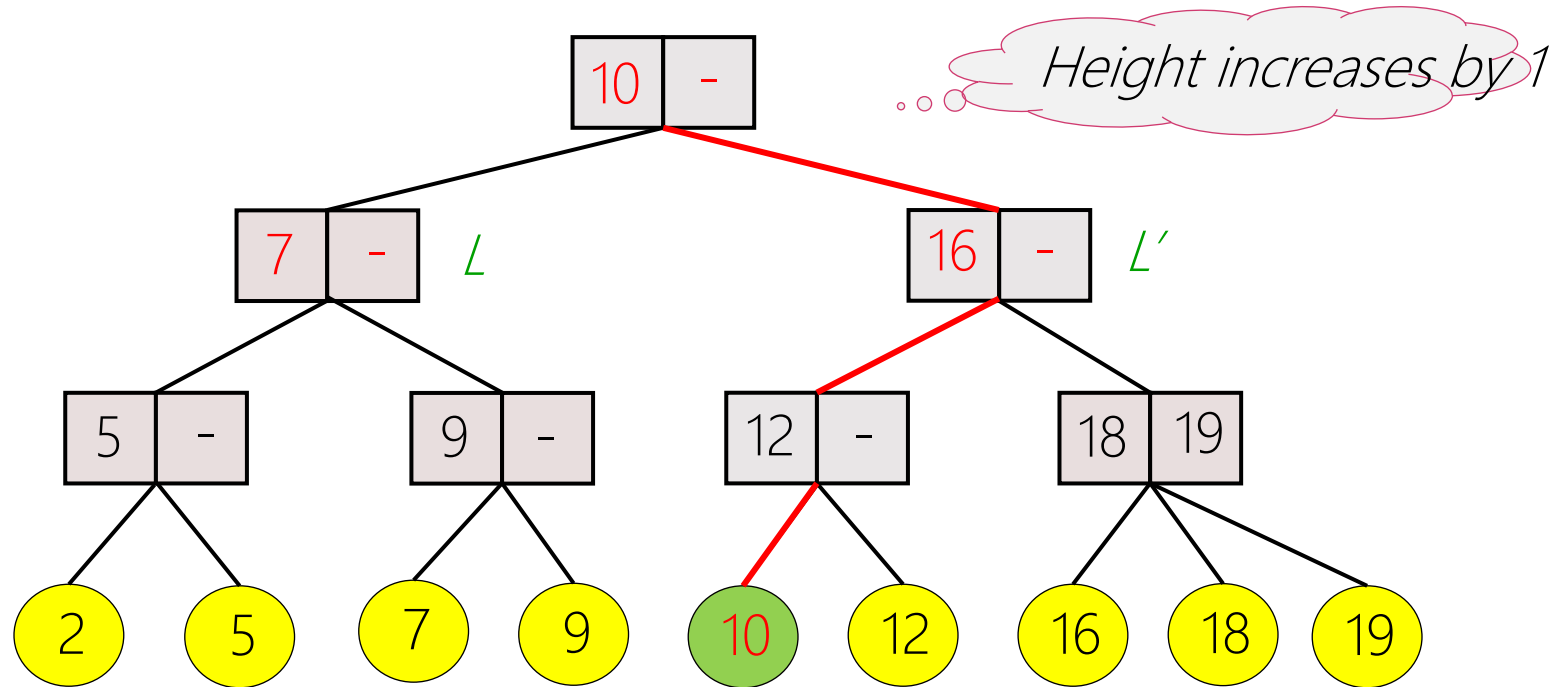 Height increases by 1
10 -
7 - L 16 - L′
5 - 9 - 12 - 18 19
2 5 7 9 10 12 16 18 19